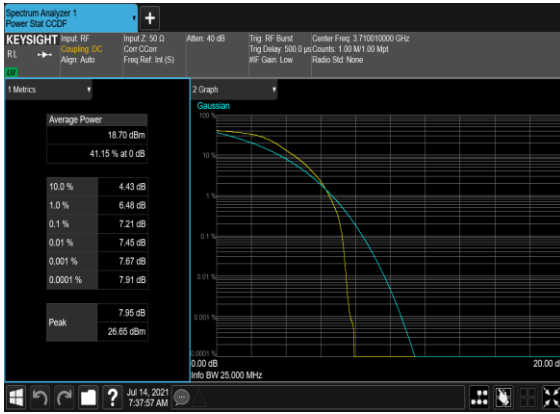 Spectrum Analyzer 1
Power Stat CCDF
KEYSIGHT
RL
Input: RF
Coupling: DC
Align: Auto
Input Z: 50 Ω
Corr CCorr
Freq Ref: Int (S)
Atten: 40 dB
Trig: RF Burst
Trig Delay: 500.0 µs
#IF Gain: Low
Center Freq: 3.710010000 GHz
Counts: 1.00 M/1.00 Mpt
Radio Std: None
1 Metrics
Average Power
18.70 dBm
41.15 % at 0 dB
10.0 % 4.43 dB
1.0 % 6.48 dB
0.1 % 7.21 dB
0.01 % 7.45 dB
0.001 % 7.67 dB
0.0001 % 7.91 dB
Peak
7.95 dB
26.65 dBm
2 Graph
Gaussian
100 %
10 %
1 %
0.1 %
0.01 %
0.001 %
0.0001 %
0.00 dB
20.00 d
Info BW 25.000 MHz
Jul 14, 2021
7:37:57 AM